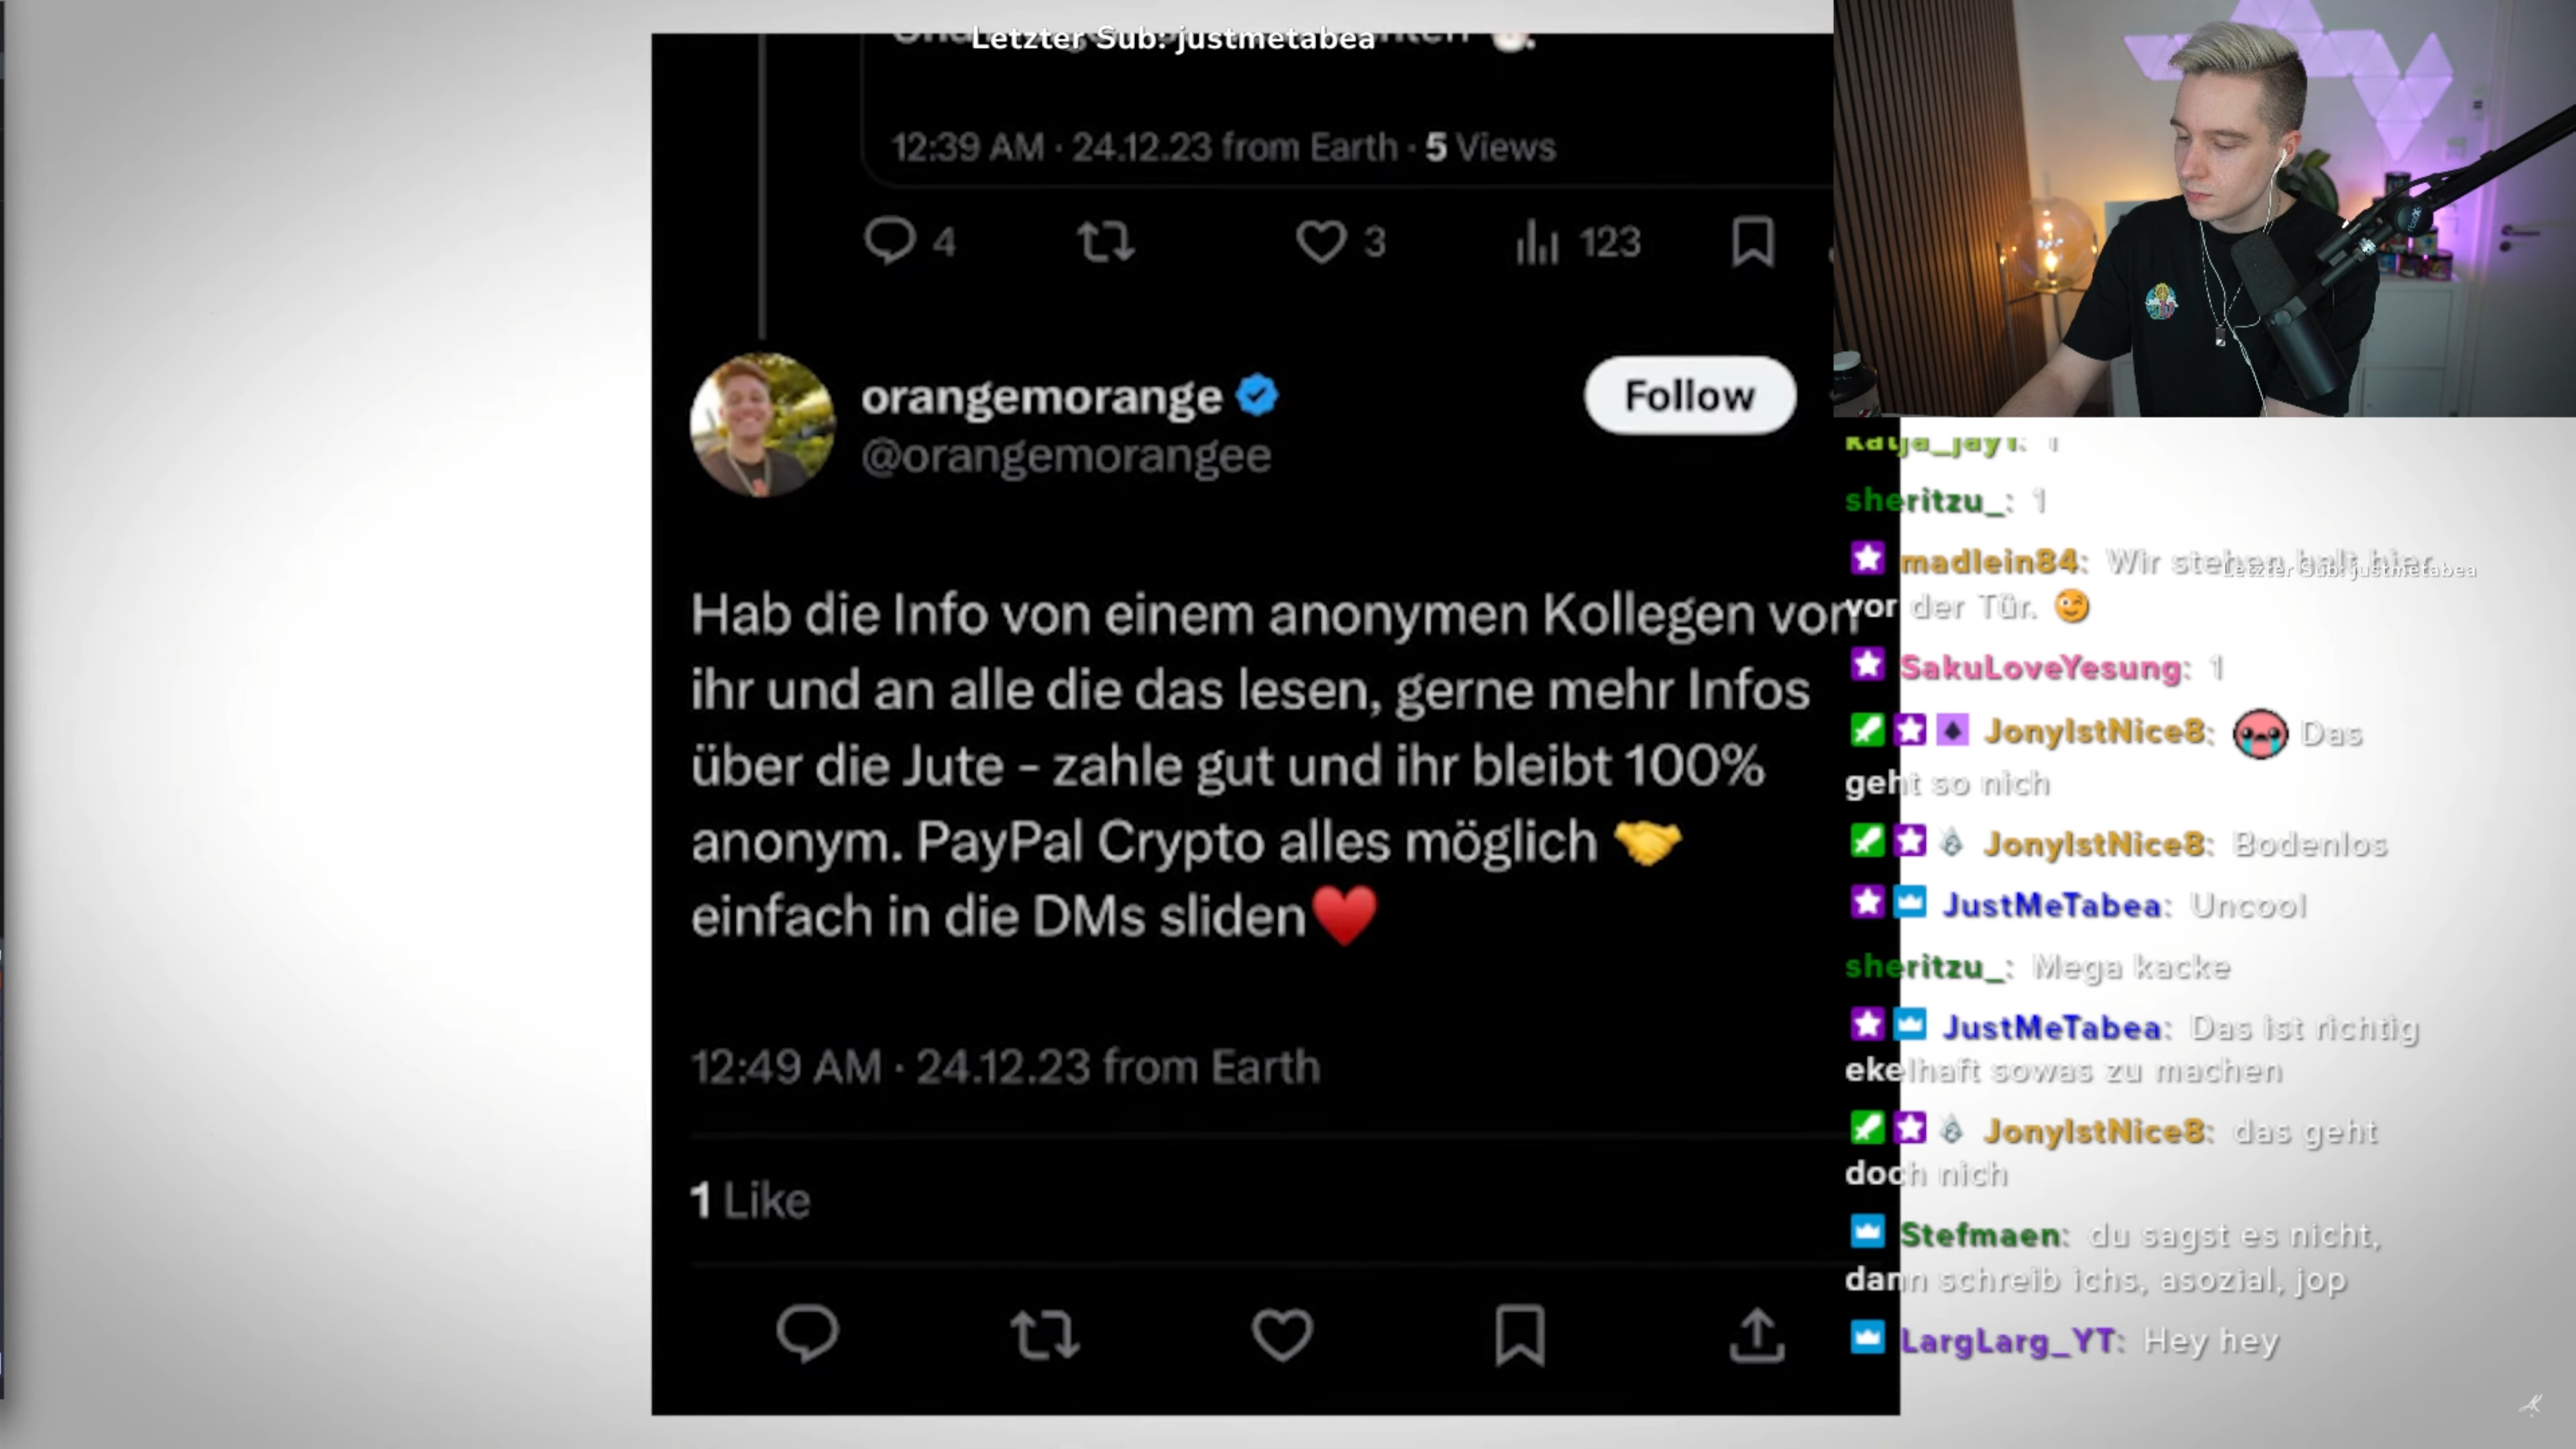 Letzter Sub: justmetabea
12:39 AM · 24.12.23 from Earth · 5 Views
4
3
123
orangemorange
@orangemorangee
Follow
Hab die Info von einem anonymen Kollegen von
ihr und an alle die das lesen, gerne mehr Infos
über die Jute - zahle gut und ihr bleibt 100%
anonym. PayPal Crypto alles möglich 🤝
einfach in die DMs sliden♥️
12:49 AM · 24.12.23 from Earth
1 Like
katja_jay1: 1
sheritzu_: 1
madlein84: Wir stehen halt hier
Letzter Sub: justmetabea
vor der Tür. 😉
SakuLoveYesung: 1
JonyIstNice8: Das
geht so nich
JonyIstNice8: Bodenlos
JustMeTabea: Uncool
sheritzu_: Mega kacke
JustMeTabea: Das ist richtig
ekelhaft sowas zu machen
JonyIstNice8: das geht
doch nich
Stefmaen: du sagst es nicht,
dann schreib ichs, asozial, jop
LargLarg_YT: Hey hey